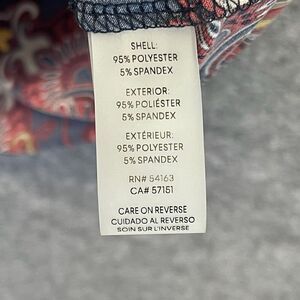 SHELL:
95% POLYESTER
5% SPANDEX
EXTERIOR:
95% POLIÉSTER
5% SPANDEX
EXTÉRIEUR:
95% POLYESTER
5% SPANDEX
RN# 54163
CA# 57151
CARE ON REVERSE
CUIDADO AL REVERSO
SOIN SUR L'INVERSE